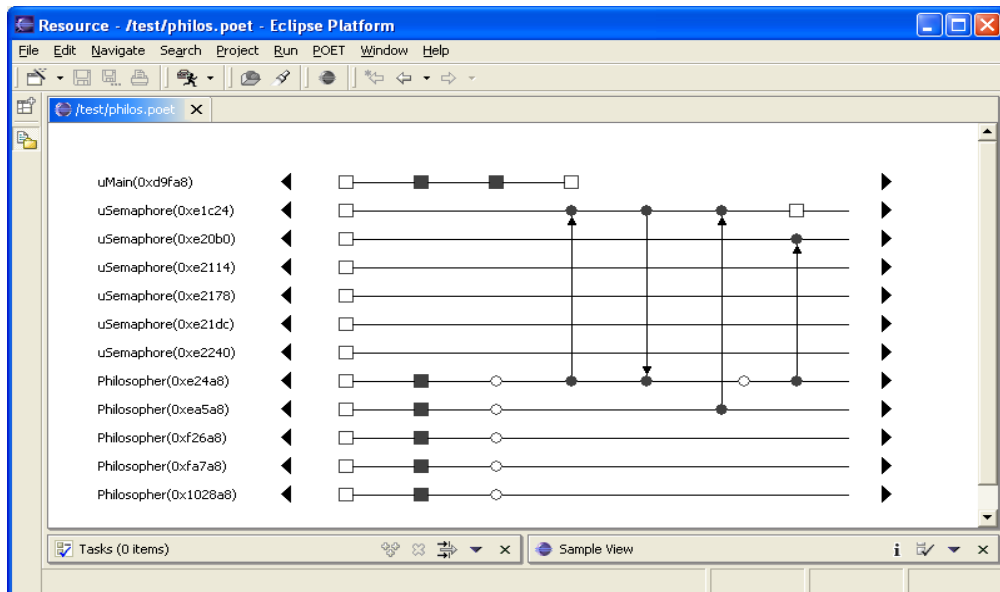 Resource - /test/philos.poet - Eclipse Platform
File Edit Navigate Search Project Run POET Window Help
/test/philos.poet
uMain(0xd9fa8)
uSemaphore(0xe1c24)
uSemaphore(0xe20b0)
uSemaphore(0xe2114)
uSemaphore(0xe2178)
uSemaphore(0xe21dc)
uSemaphore(0xe2240)
Philosopher(0xe24a8)
Philosopher(0xea5a8)
Philosopher(0xf26a8)
Philosopher(0xfa7a8)
Philosopher(0x1028a8)
Tasks (0 items)
Sample View